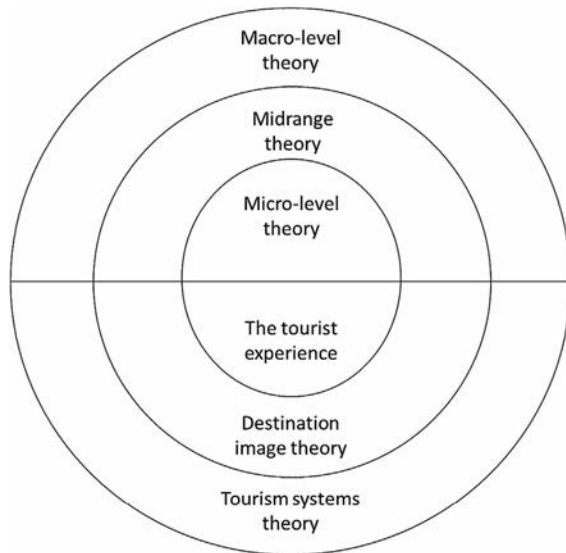 Macro-level
theory
Midrange
theory
Micro-level
theory
The tourist
experience
Destination
image theory
Tourism systems
theory